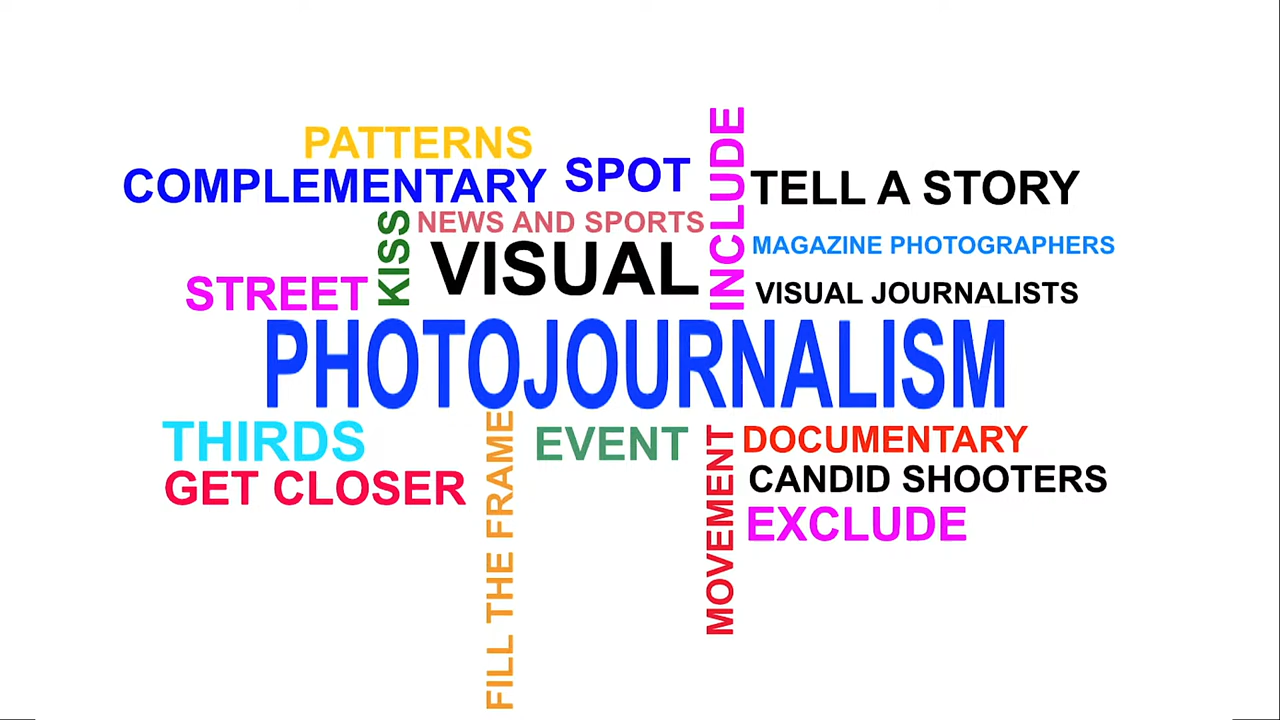 PATTERNS
COMPLEMENTARY
SPOT
INCLUDE
TELL A STORY
KISS
NEWS AND SPORTS
MAGAZINE PHOTOGRAPHERS
VISUAL
STREET
VISUAL JOURNALISTS
PHOTOJOURNALISM
THIRDS
GET CLOSER
FILL THE FRAME
EVENT
MOVEMENT
DOCUMENTARY
CANDID SHOOTERS
EXCLUDE